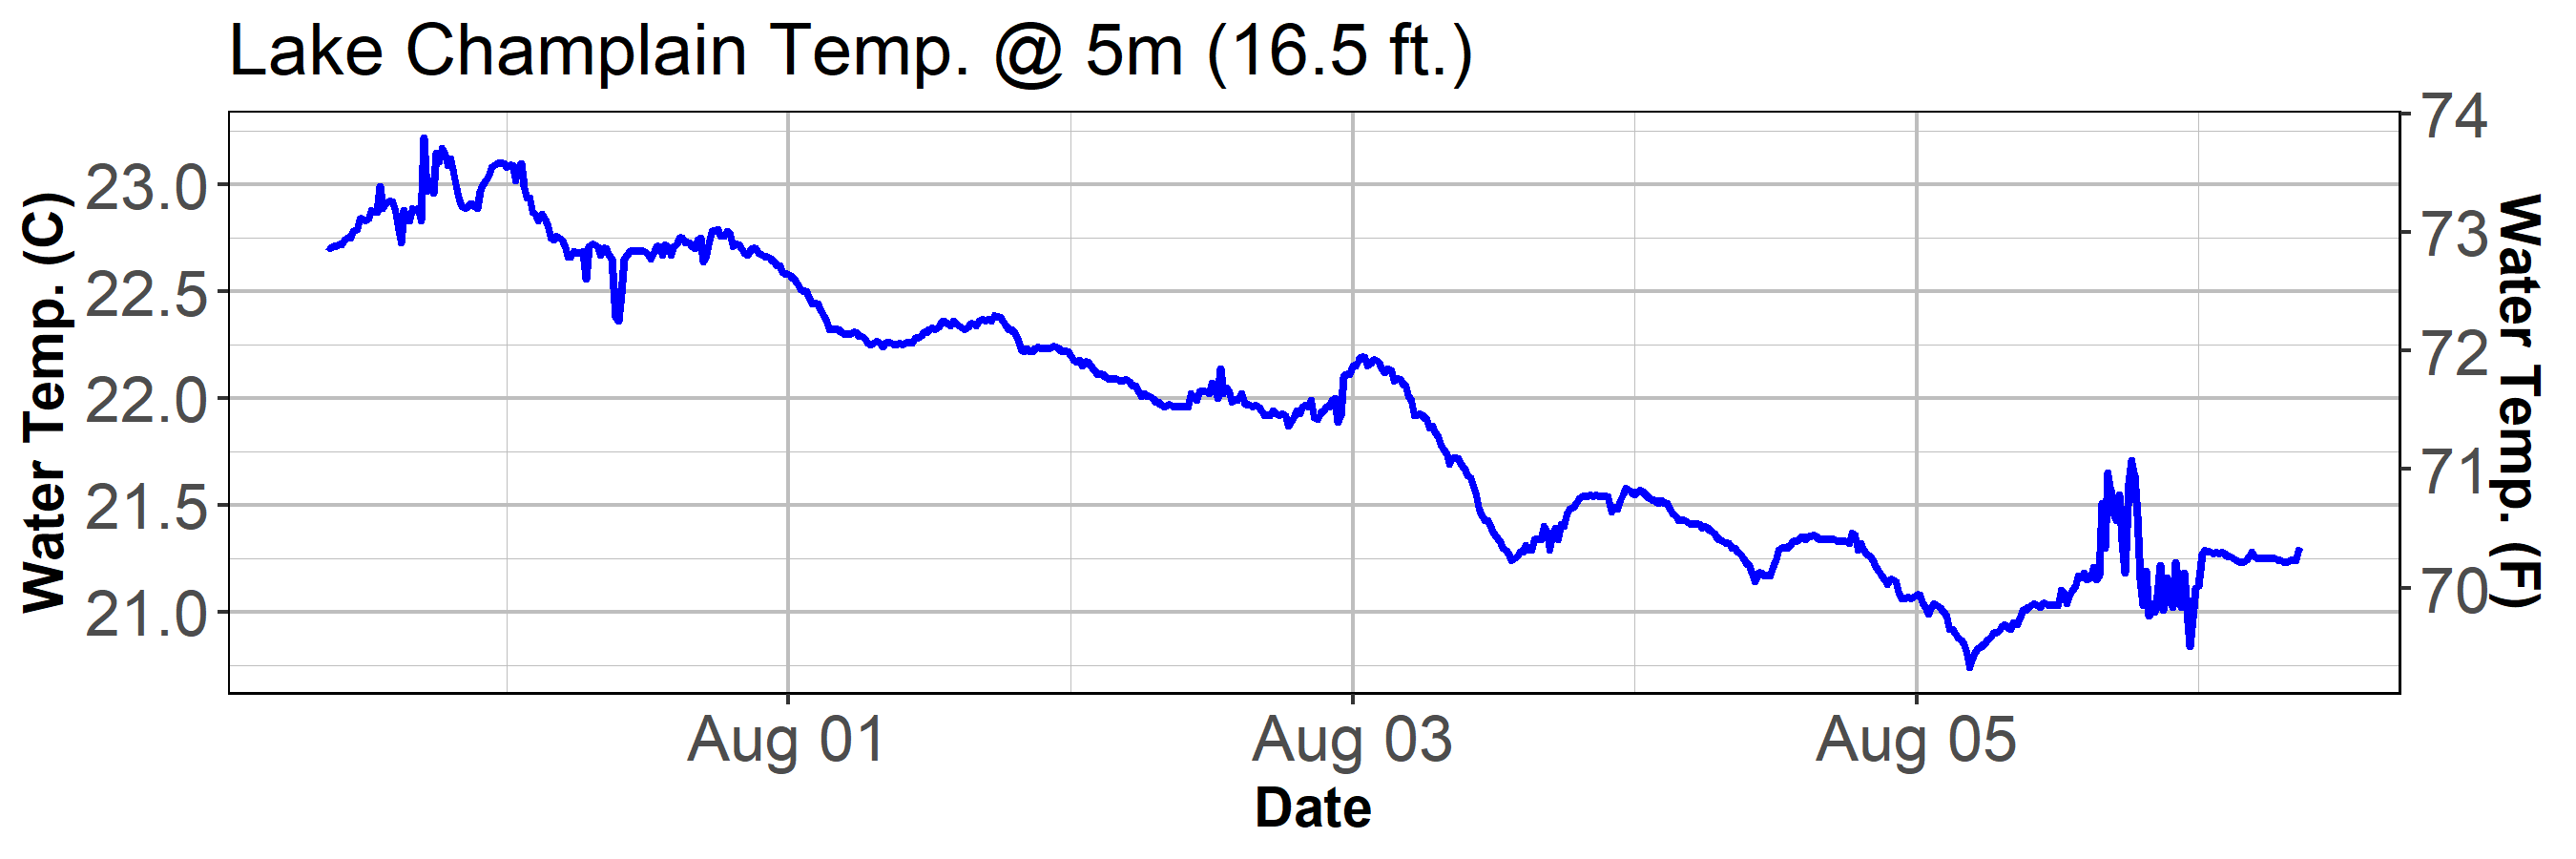 Lake Champlain Temp. @ 5m (16.5 ft.)
Water Temp. (C)
23.0
22.5
22.0
21.5
21.0
74
73
72
71
70
Water Temp. (F)
Aug 01
Aug 03
Aug 05
Date